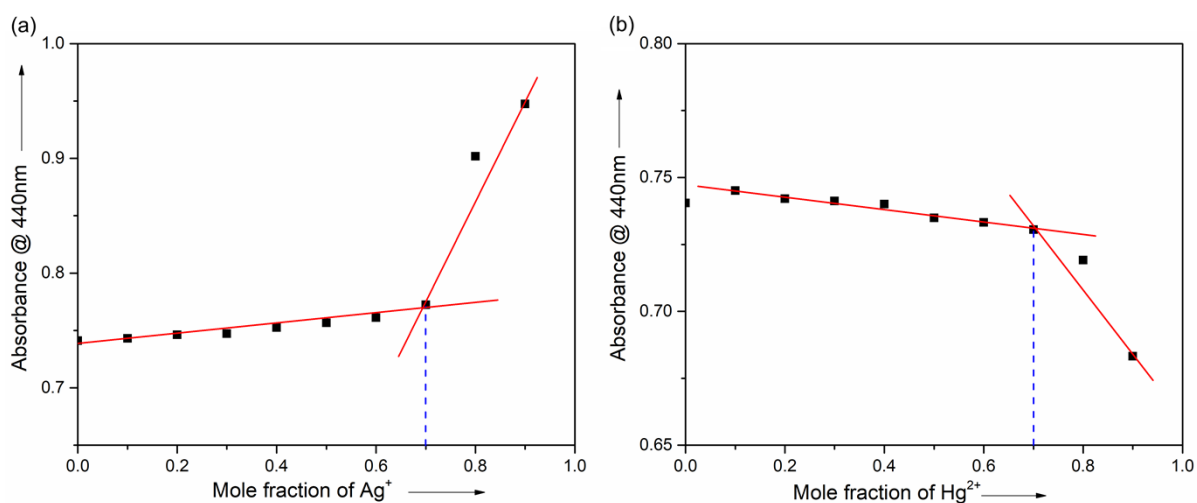 (a)
1.0
0.9
0.8
0.7
Absorbance @ 440nm
0.0 0.2 0.4 0.6 0.8 1.0
Mole fraction of Ag⁺
(b)
0.80
0.75
0.70
0.65
Absorbance @ 440nm
0.0 0.2 0.4 0.6 0.8 1.0
Mole fraction of Hg²⁺